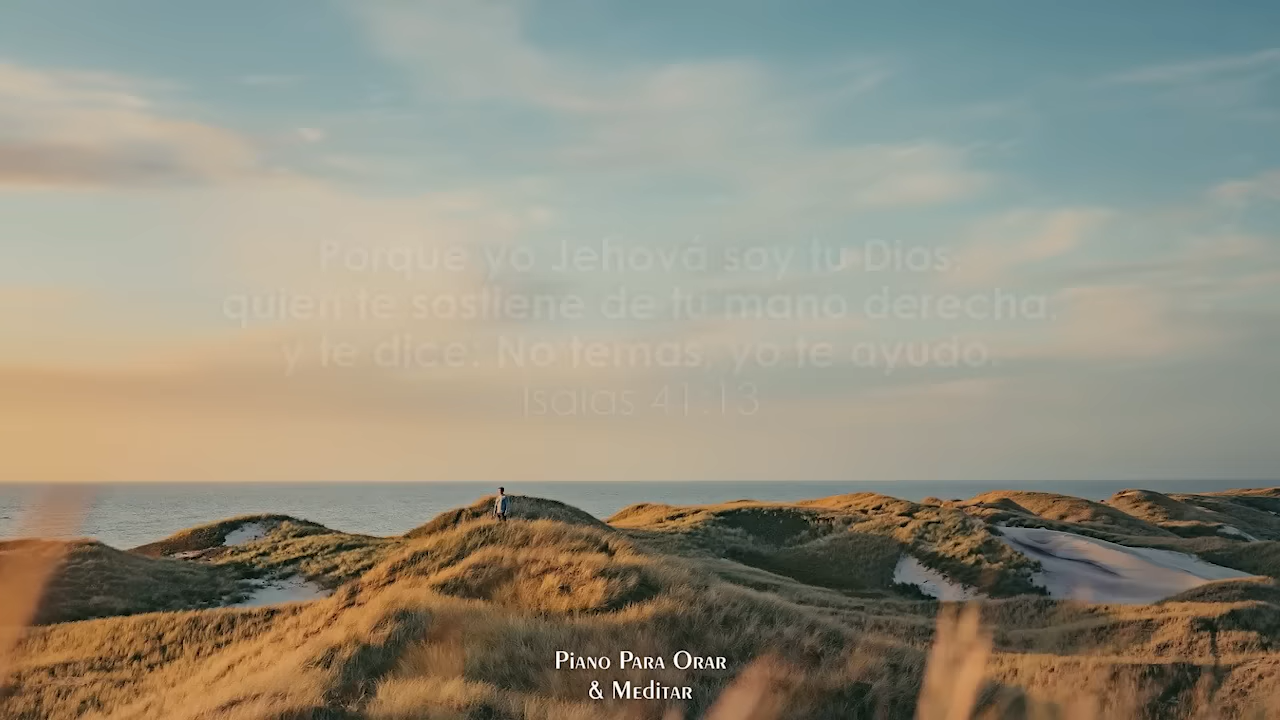 Porque yo Jehová soy tu Dios,
quien te sostiene de tu mano derecha,
y te dice: No temas, yo te ayudo.
Isaías 41:13
Piano Para Orar
& Meditar